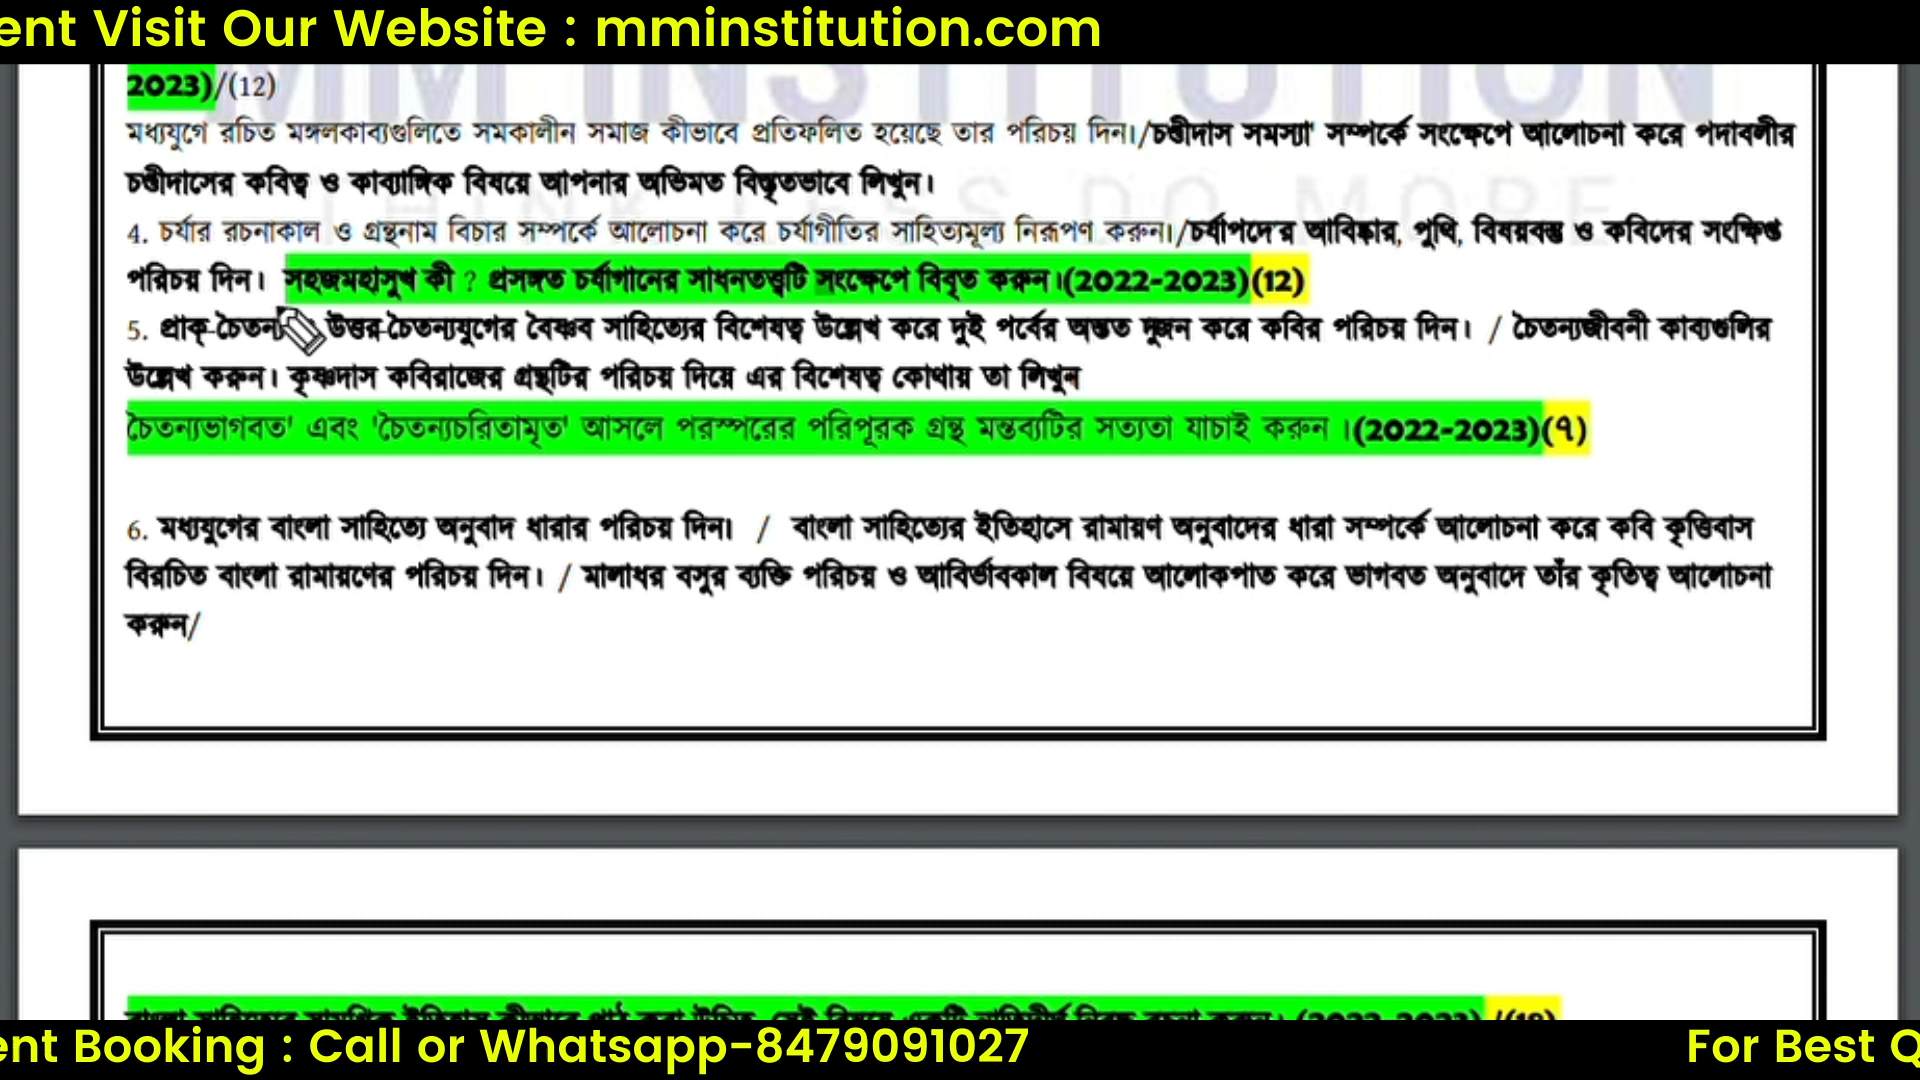 ent Visit Our Website : mminstitution.com
MM INSTITUTION
2023)/(12)
মধ্যযুগে রচিত মঙ্গলকাব্যগুলিতে সমকালীন সমাজ কীভাবে প্রতিফলিত হয়েছে তার পরিচয় দিন।/চণ্ডীদাস সমস্যা' সম্পর্কে সংক্ষেপে আলোচনা করে পদাবলীর
চণ্ডীদাসের কবিত্ব ও কাব্যাঙ্গিক বিষয়ে আপনার অভিমত বিস্তৃতভাবে লিখুন।
THINK LESS DO MORE
4. চর্যার রচনাকাল ও গ্রন্থনাম বিচার সম্পর্কে আলোচনা করে চর্যাগীতির সাহিত্যমূল্য নিরূপণ করুন।/চর্যাপদের আবিষ্কার, পুথি, বিষয়বস্তু ও কবিদের সংক্ষিপ্ত
পরিচয় দিন। সহজমহাসুখ কী ? প্রসঙ্গত চর্যাগানের সাধনতত্ত্বটি সংক্ষেপে বিবৃত করুন।(2022-2023)(12)
5. প্রাক্-চৈতন্য উত্তর-চৈতন্যযুগের বৈষ্ণব সাহিত্যের বিশেষত্ব উল্লেখ করে দুই পর্বের অন্তত দুজন করে কবির পরিচয় দিন। / চৈতন্যজীবনী কাব্যগুলির
উল্লেখ করুন। কৃষ্ণদাস কবিরাজের গ্রন্থটির পরিচয় দিয়ে এর বিশেষত্ব কোথায় তা লিখুন
চৈতন্যভাগবত' এবং 'চৈতন্যচরিতামৃত' আসলে পরস্পরের পরিপূরক গ্রন্থ মন্তব্যটির সত্যতা যাচাই করুন ।(2022-2023)(৭)
6. মধ্যযুগের বাংলা সাহিত্যে অনুবাদ ধারার পরিচয় দিন। / বাংলা সাহিত্যের ইতিহাসে রামায়ণ অনুবাদের ধারা সম্পর্কে আলোচনা করে কবি কৃত্তিবাস
বিরচিত বাংলা রামায়ণের পরিচয় দিন। / মালাধর বসুর ব্যক্তি পরিচয় ও আবির্ভাবকাল বিষয়ে আলোকপাত করে ভাগবত অনুবাদে তাঁর কৃতিত্ব আলোচনা
করুন/
ent Booking : Call or Whatsapp-8479091027
For Best Q